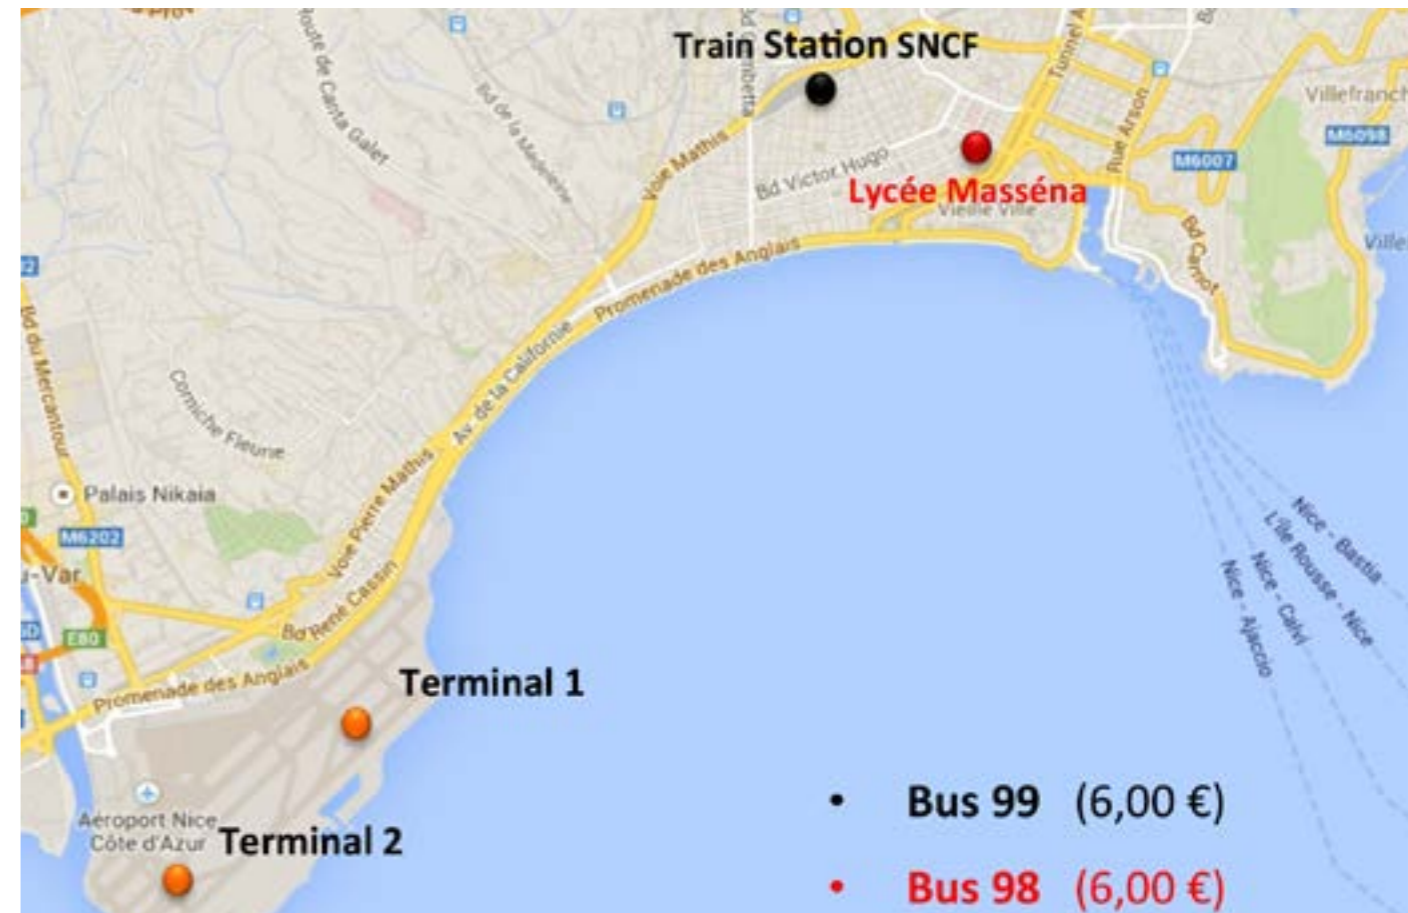 Train Station SNCF
Route de Canta Galet
Bd de la Madeleine
Gambetta
Tunnel A
Villefranch
M6098
M6007
Rue Arson
Voie Mathis
Bd Victor Hugo
Lycée Masséna
Vieille Ville
Ville
Bd Carnot
Promenade des Anglais
Bd du Mercantour
Av. de la Californie
Corniche Fleurie
Palais Nikaia
M6202
-Var
Voie Pierre Mathis
Nice - Bastia
L'Île Rousse - Nice
Nice - Calvi
Nice - Ajaccio
Bd René Cassin
E80
Promenade des Anglais
Terminal 1
Aéroport Nice
Côte d'Azur
Terminal 2
• Bus 99 (6,00 €)
• Bus 98 (6,00 €)